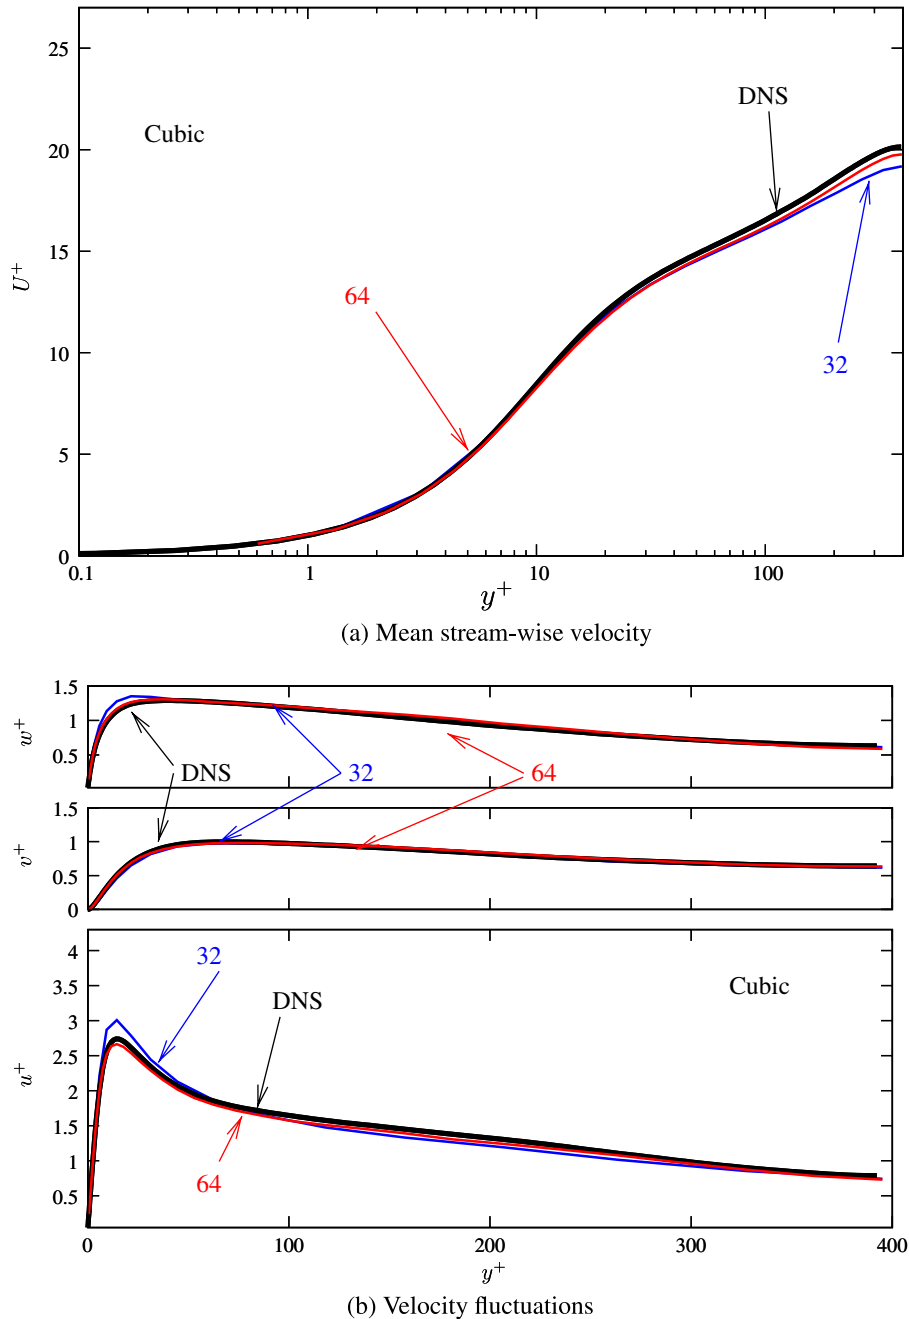 25
20
15
10
5
0
U⁺
Cubic
DNS
64
32
0.1
1
10
100
y⁺
(a) Mean stream-wise velocity
1.5
1
0.5
w⁺
DNS
32
64
1.5
1
0.5
0
v⁺
4
3.5
3
2.5
2
1.5
1
0.5
u⁺
32
DNS
Cubic
64
0
100
200
300
400
y⁺
(b) Velocity fluctuations